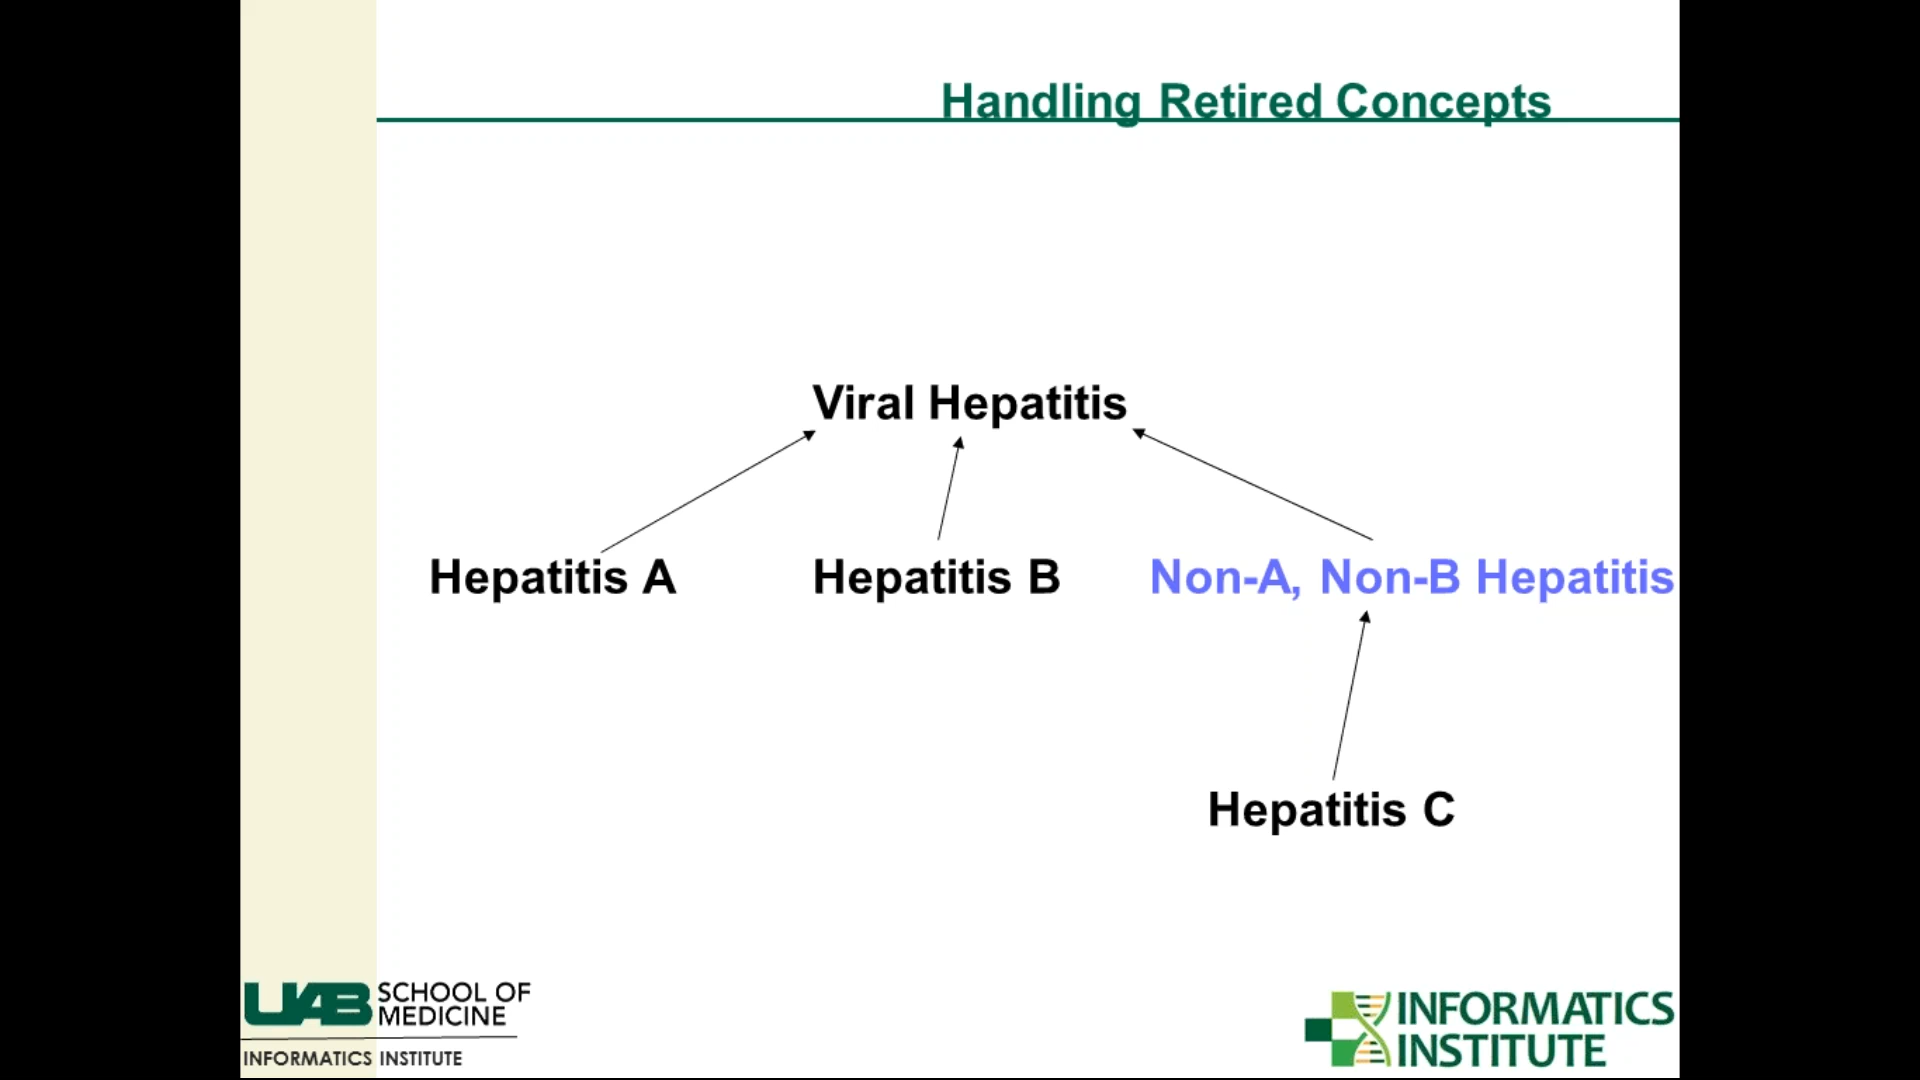 Handling Retired Concepts
Viral Hepatitis
Hepatitis A
Hepatitis B
Non-A, Non-B Hepatitis
Hepatitis C
UAB SCHOOL OF
MEDICINE
INFORMATICS INSTITUTE
INFORMATICS
INSTITUTE